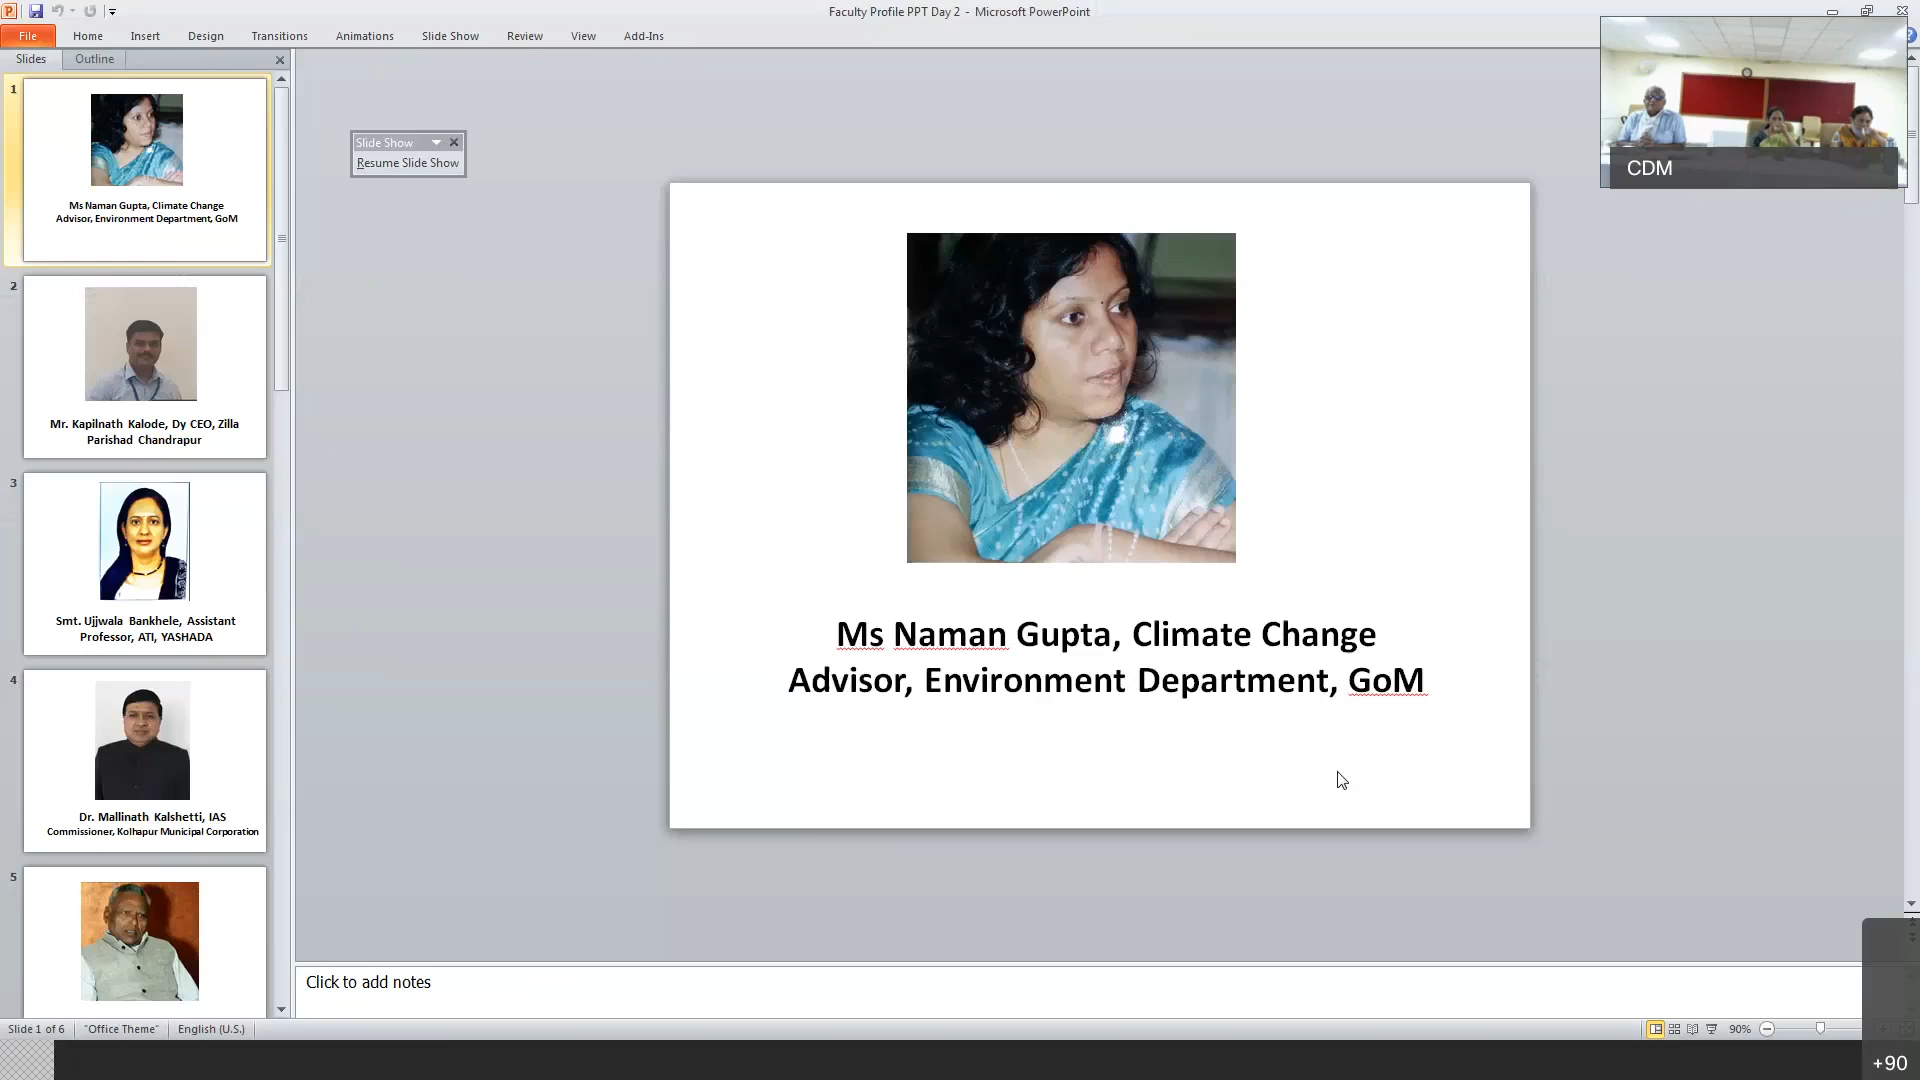 Faculty Profile PPT Day 2 - Microsoft PowerPoint
File Home Insert Design Transitions Animations Slide Show Review View Add-Ins
Slides Outline
1
Ms Naman Gupta, Climate Change
Advisor, Environment Department, GoM
2
Mr. Kapilnath Kalode, Dy CEO, Zilla
Parishad Chandrapur
3
Smt. Ujjwala Bankhele, Assistant
Professor, ATI, YASHADA
4
Dr. Mallinath Kalshetti, IAS
Commissioner, Kolhapur Municipal Corporation
5
Slide Show
Resume Slide Show
CDM
Ms Naman Gupta, Climate Change
Advisor, Environment Department, GoM
Click to add notes
Slide 1 of 6 "Office Theme" English (U.S.) 90%
+90